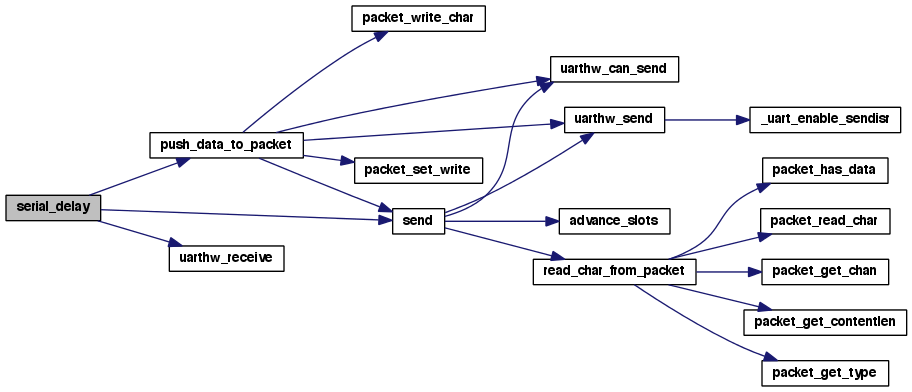 packet_write_char
uarthw_can_send
uarthw_send
_uart_enable_sendisr
push_data_to_packet
packet_set_write
packet_has_data
serial_delay
send
advance_slots
packet_read_char
uarthw_receive
read_char_from_packet
packet_get_chan
packet_get_contentlen
packet_get_type